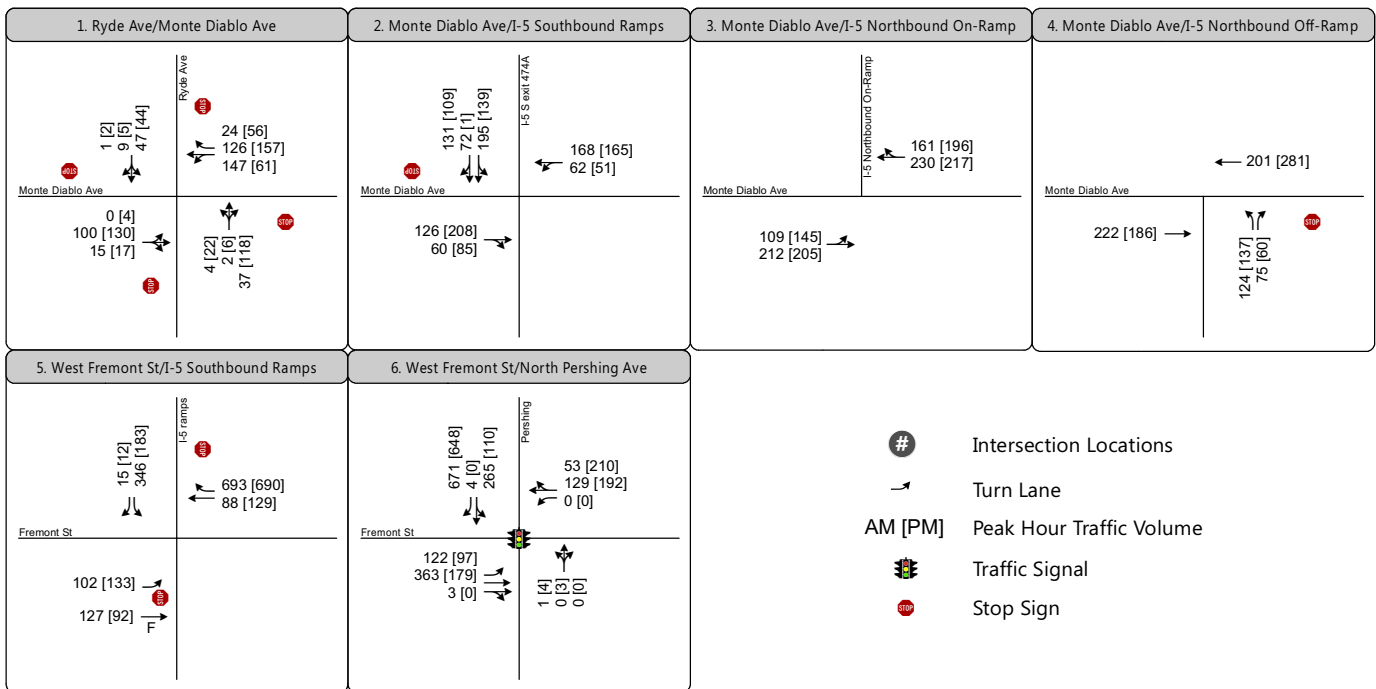 1. Ryde Ave/Monte Diablo Ave
Ryde Ave
STOP
1 [2]
9 [5]
47 [44]
24 [56]
126 [157]
147 [61]
STOP
Monte Diablo Ave
0 [4]
100 [130]
15 [17]
4 [22]
2 [6]
37 [118]
STOP
STOP
2. Monte Diablo Ave/I-5 Southbound Ramps
I-5 S exit 474A
131 [109]
72 [1]
195 [139]
168 [165]
62 [51]
STOP
Monte Diablo Ave
126 [208]
60 [85]
3. Monte Diablo Ave/I-5 Northbound On-Ramp
I-5 Northbound On-Ramp
161 [196]
230 [217]
Monte Diablo Ave
109 [145]
212 [205]
4. Monte Diablo Ave/I-5 Northbound Off-Ramp
201 [281]
Monte Diablo Ave
222 [186]
124 [137]
75 [60]
STOP
5. West Fremont St/I-5 Southbound Ramps
I-5 ramps
STOP
15 [12]
346 [183]
693 [690]
88 [129]
Fremont St
102 [133]
STOP
127 [92]
F
6. West Fremont St/North Pershing Ave
Pershing
671 [648]
4 [0]
265 [110]
53 [210]
129 [192]
0 [0]
Fremont St
122 [97]
363 [179]
3 [0]
1 [4]
0 [3]
0 [0]
# Intersection Locations
Turn Lane
AM [PM] Peak Hour Traffic Volume
Traffic Signal
STOP Stop Sign